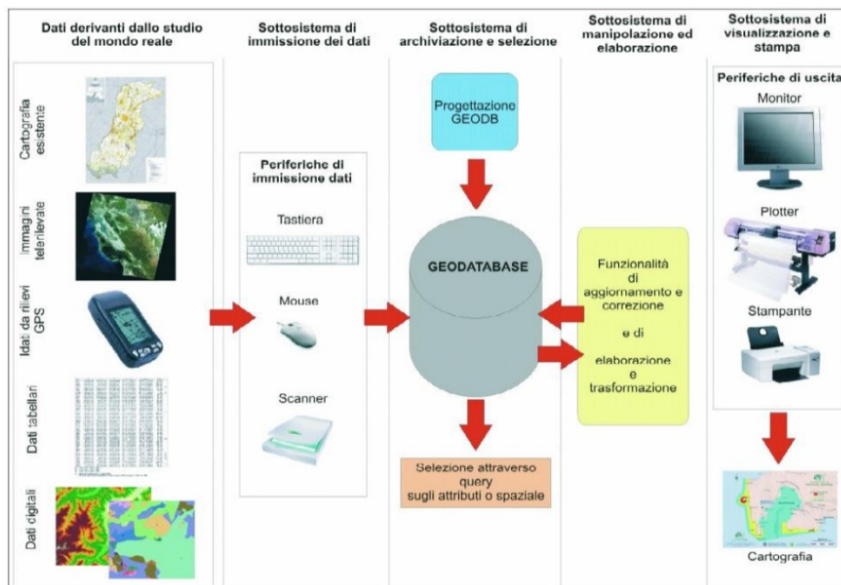 Dati derivanti dallo studio
del mondo reale
Cartografia
esistente
Immagini
telerilevate
Idati da rilievi
GPS
Dati tabellari
Dati digitali
Sottosistema di
immissione dei dati
Periferiche di
immissione dati
Tastiera
Mouse
Scanner
Sottosistema di
archiviazione e selezione
Progettazione
GEODB
GEODATABASE
Selezione attraverso
query
sugli attributi o spaziale
Sottosistema di
manipolazione ed
elaborazione
Funzionalità
di
aggiornamento e
correzione
e di
elaborazione
e
trasformazione
Sottosistema di
visualizzazione e
stampa
Periferiche di uscita
Monitor
Plotter
Stampante
Cartografia